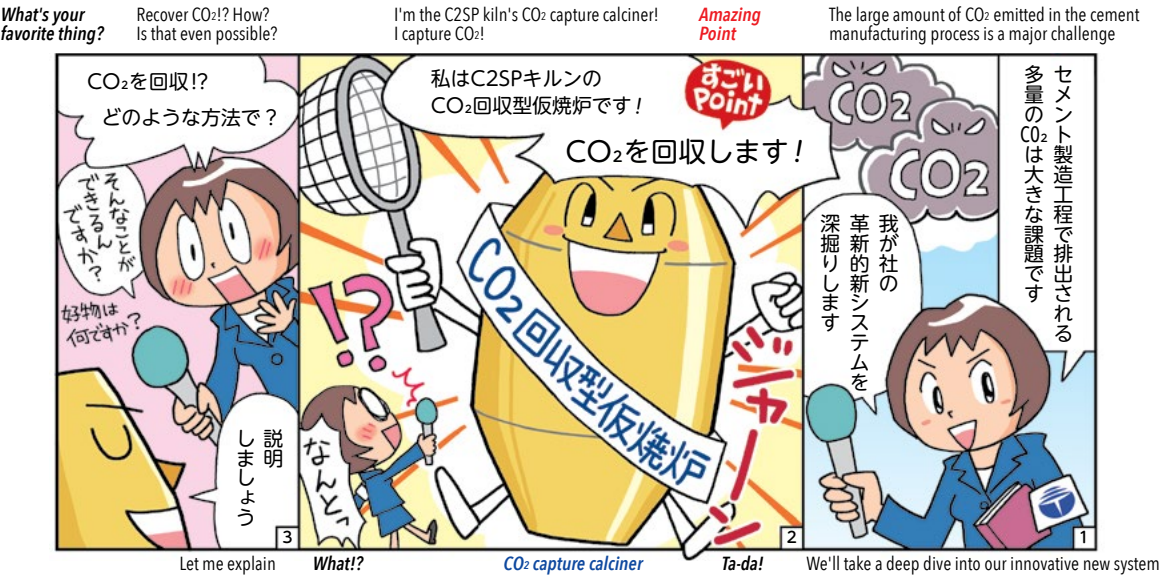 What's your
favorite thing?
Recover CO₂!? How?
Is that even possible?
I'm the C2SP kiln's CO₂ capture calciner!
I capture CO₂!
Amazing
Point
The large amount of CO₂ emitted in the cement
manufacturing process is a major challenge
セメント製造工程で排出される
多量のCO₂は大きな課題です
CO2
CO2
我が社の
革新的新システムを
深掘りします
1
私はC2SPキルンの
CO₂回収型仮焼炉です!
すごい
Point
CO₂を回収します!
CO2回収型仮焼炉
!?
なんとっ
ジャーーン
2
CO₂を回収!?
どのような方法で?
そんなことが
できるん
ですか?
好物は
何ですか?
説明
しましょう
3
Let me explain
What!?
CO₂ capture calciner
Ta-da!
We'll take a deep dive into our innovative new system